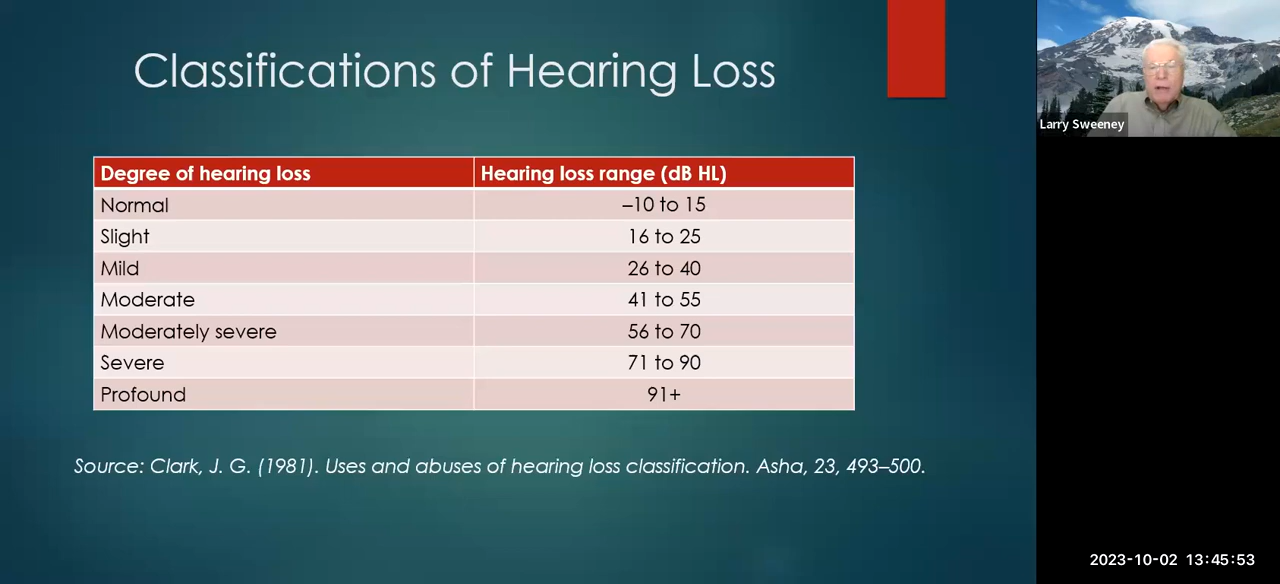 Classifications of Hearing Loss
Degree of hearing loss Hearing loss range (dB HL)
Normal –10 to 15
Slight 16 to 25
Mild 26 to 40
Moderate 41 to 55
Moderately severe 56 to 70
Severe 71 to 90
Profound 91+
Source: Clark, J. G. (1981). Uses and abuses of hearing loss classification. Asha, 23, 493–500.
Larry Sweeney
2023-10-02 13:45:53